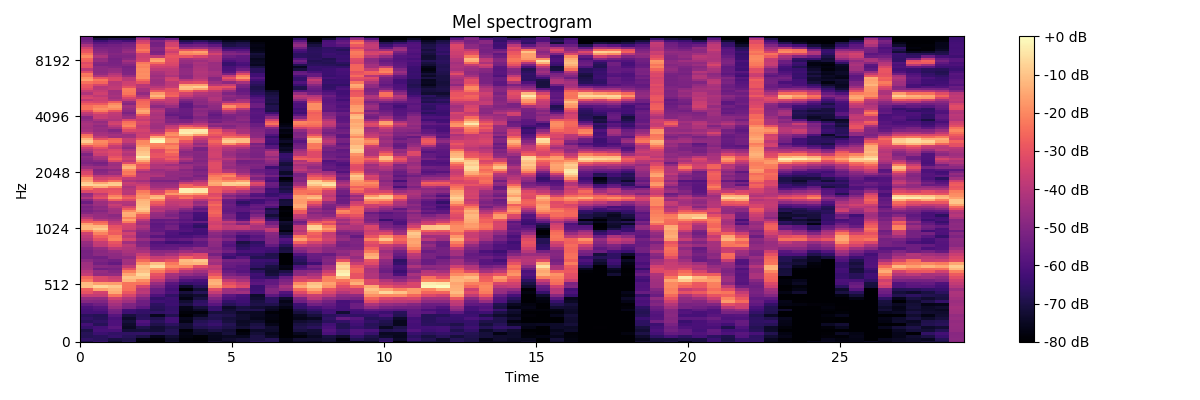 Mel spectrogram
Hz
8192
4096
2048
1024
512
0
0 5 10 15 20 25
Time
+0 dB
-10 dB
-20 dB
-30 dB
-40 dB
-50 dB
-60 dB
-70 dB
-80 dB